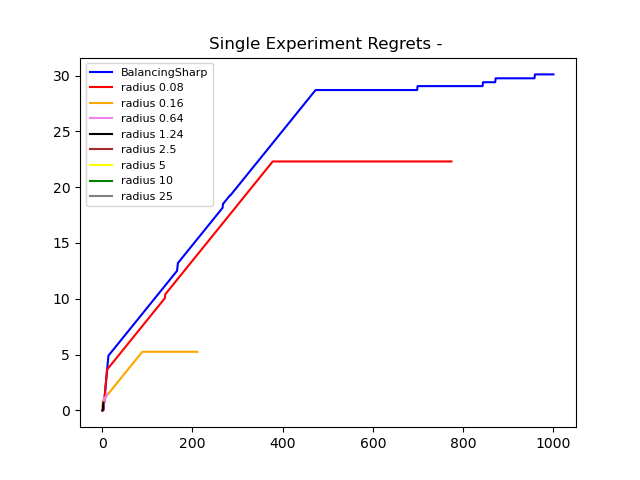 Single Experiment Regrets -
BalancingSharp
radius 0.08
radius 0.16
radius 0.64
radius 1.24
radius 2.5
radius 5
radius 10
radius 25
30
25
20
15
10
5
0
0 200 400 600 800 1000